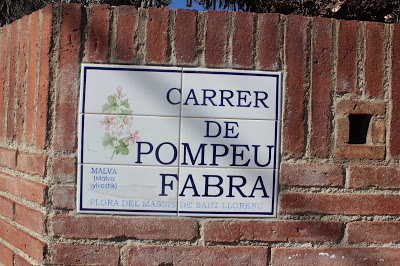 CARRER
DE
POMPEU
FABRA
MALVA
(Malva
sylvestris)
FLORA DEL MASSÍS DE SANT LLORENÇ